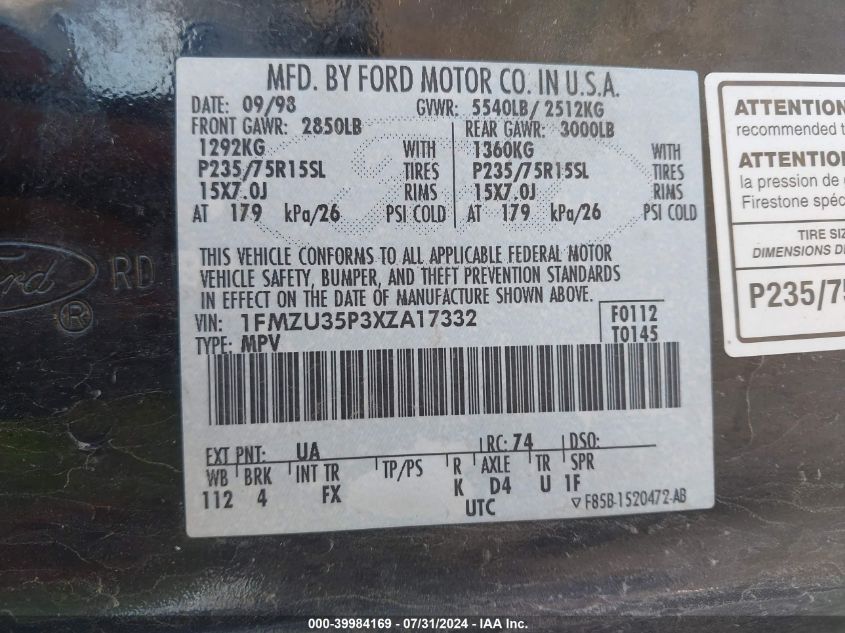 MFD. BY FORD MOTOR CO. IN U.S.A.
DATE: 09/98 GVWR: 5540LB/ 2512KG
FRONT GAWR: 2850LB REAR GAWR: 3000LB
1292KG WITH 1360KG WITH
P235/75R15SL TIRES P235/75R15SL TIRES
15X7.0J RIMS 15X7.0J RIMS
AT 179 kPa/26 PSI COLD AT 179 kPa/26 PSI COLD
THIS VEHICLE CONFORMS TO ALL APPLICABLE FEDERAL MOTOR
VEHICLE SAFETY, BUMPER, AND THEFT PREVENTION STANDARDS
IN EFFECT ON THE DATE OF MANUFACTURE SHOWN ABOVE.
VIN: 1FMZU35P3XZA17332 F0112
TYPE: MPV T0145
EXT PNT: UA RC: 74 DSO:
WB BRK INT TR TP/PS R AXLE TR SPR
112 4 FX K D4 U 1F
UTC ▽ F85B-1520472-AB
Ford RD
®
ATTENTION
recommended t
ATTENTION
la pression de
Firestone spéc
TIRE SIZ
DIMENSIONS D
P235/75
000-39984169 - 07/31/2024 - IAA Inc.